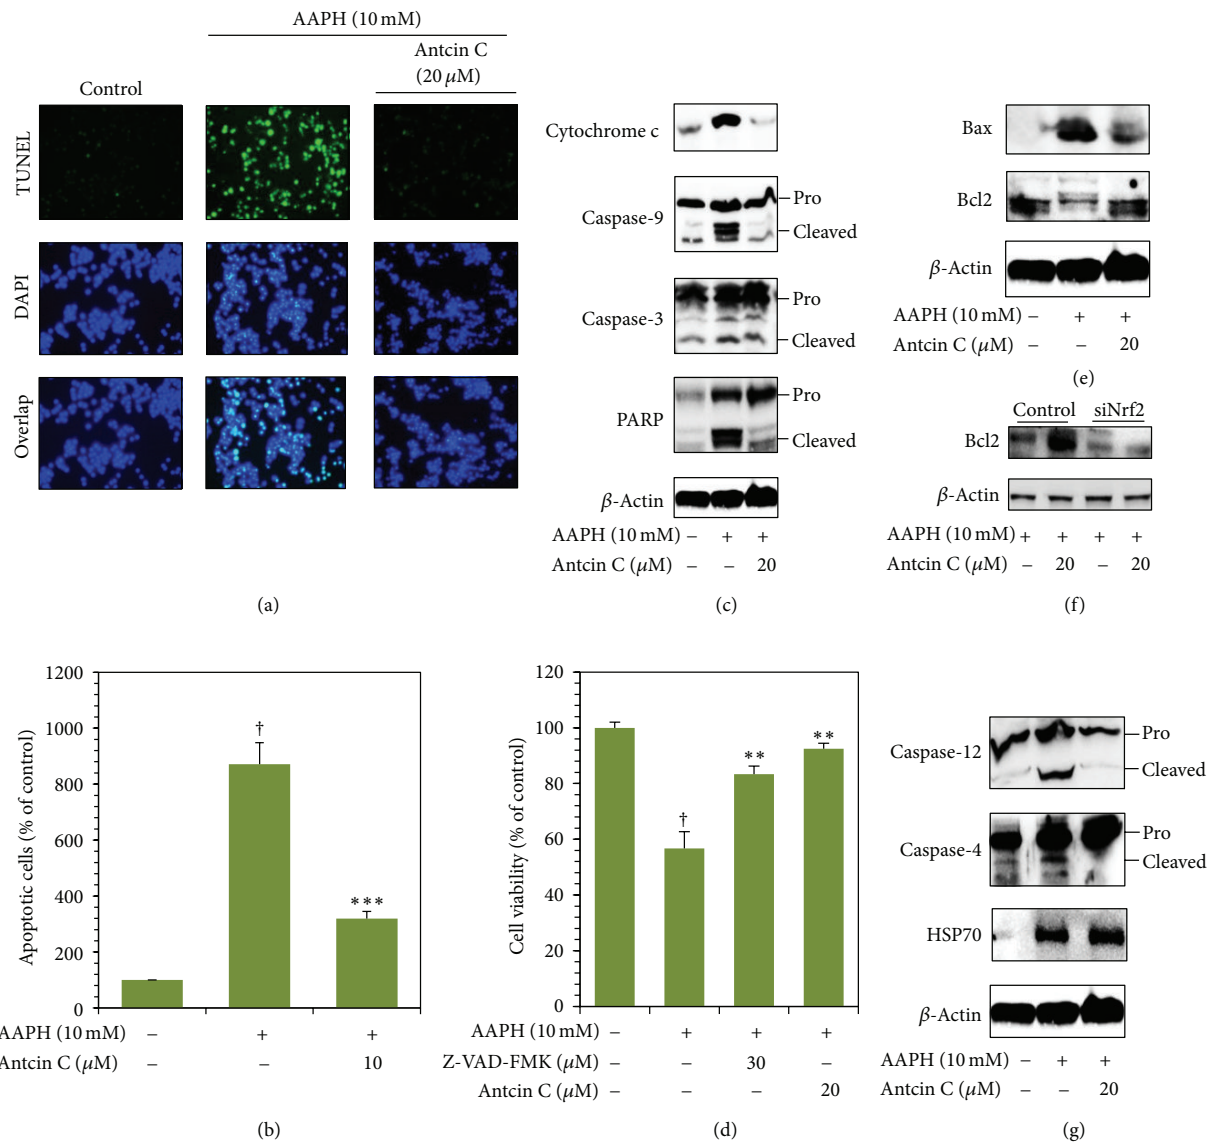 AAPH (10 mM)
Antcin C
(20 μM)
Control
TUNEL
DAPI
Overlap
(a)
1200
1000
800
600
400
200
0
Apoptotic cells (% of control)
†
***
AAPH (10 mM) − + +
Antcin C (μM) − − 10
(b)
Cytochrome c
Caspase-9
Pro
Cleaved
Caspase-3
Pro
Cleaved
PARP
Pro
Cleaved
β-Actin
AAPH (10 mM) − + +
Antcin C (μM) − − 20
(c)
120
100
80
60
40
20
0
Cell viability (% of control)
†
**
**
AAPH (10 mM) − + + +
Z-VAD-FMK (μM) − − 30 −
Antcin C (μM) − − − 20
(d)
Bax
Bcl2
β-Actin
AAPH (10 mM) − + +
Antcin C (μM) − − 20
(e)
Control siNrf2
Bcl2
β-Actin
AAPH (10 mM) + + + +
Antcin C (μM) − 20 − 20
(f)
Caspase-12
Pro
Cleaved
Caspase-4
Pro
Cleaved
HSP70
β-Actin
AAPH (10 mM) − + +
Antcin C (μM) − − 20
(g)